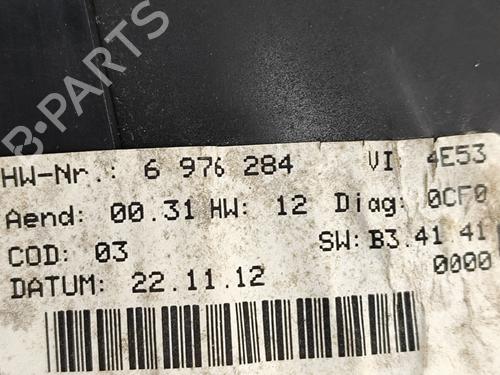 B-PARTS
HW-Nr.: 6 976 284 VI: 4E53
Aend: 00.31 HW: 12 Diag: 0CF0
COD: 03 SW: B3.41 41
DATUM: 22.11.12 0000